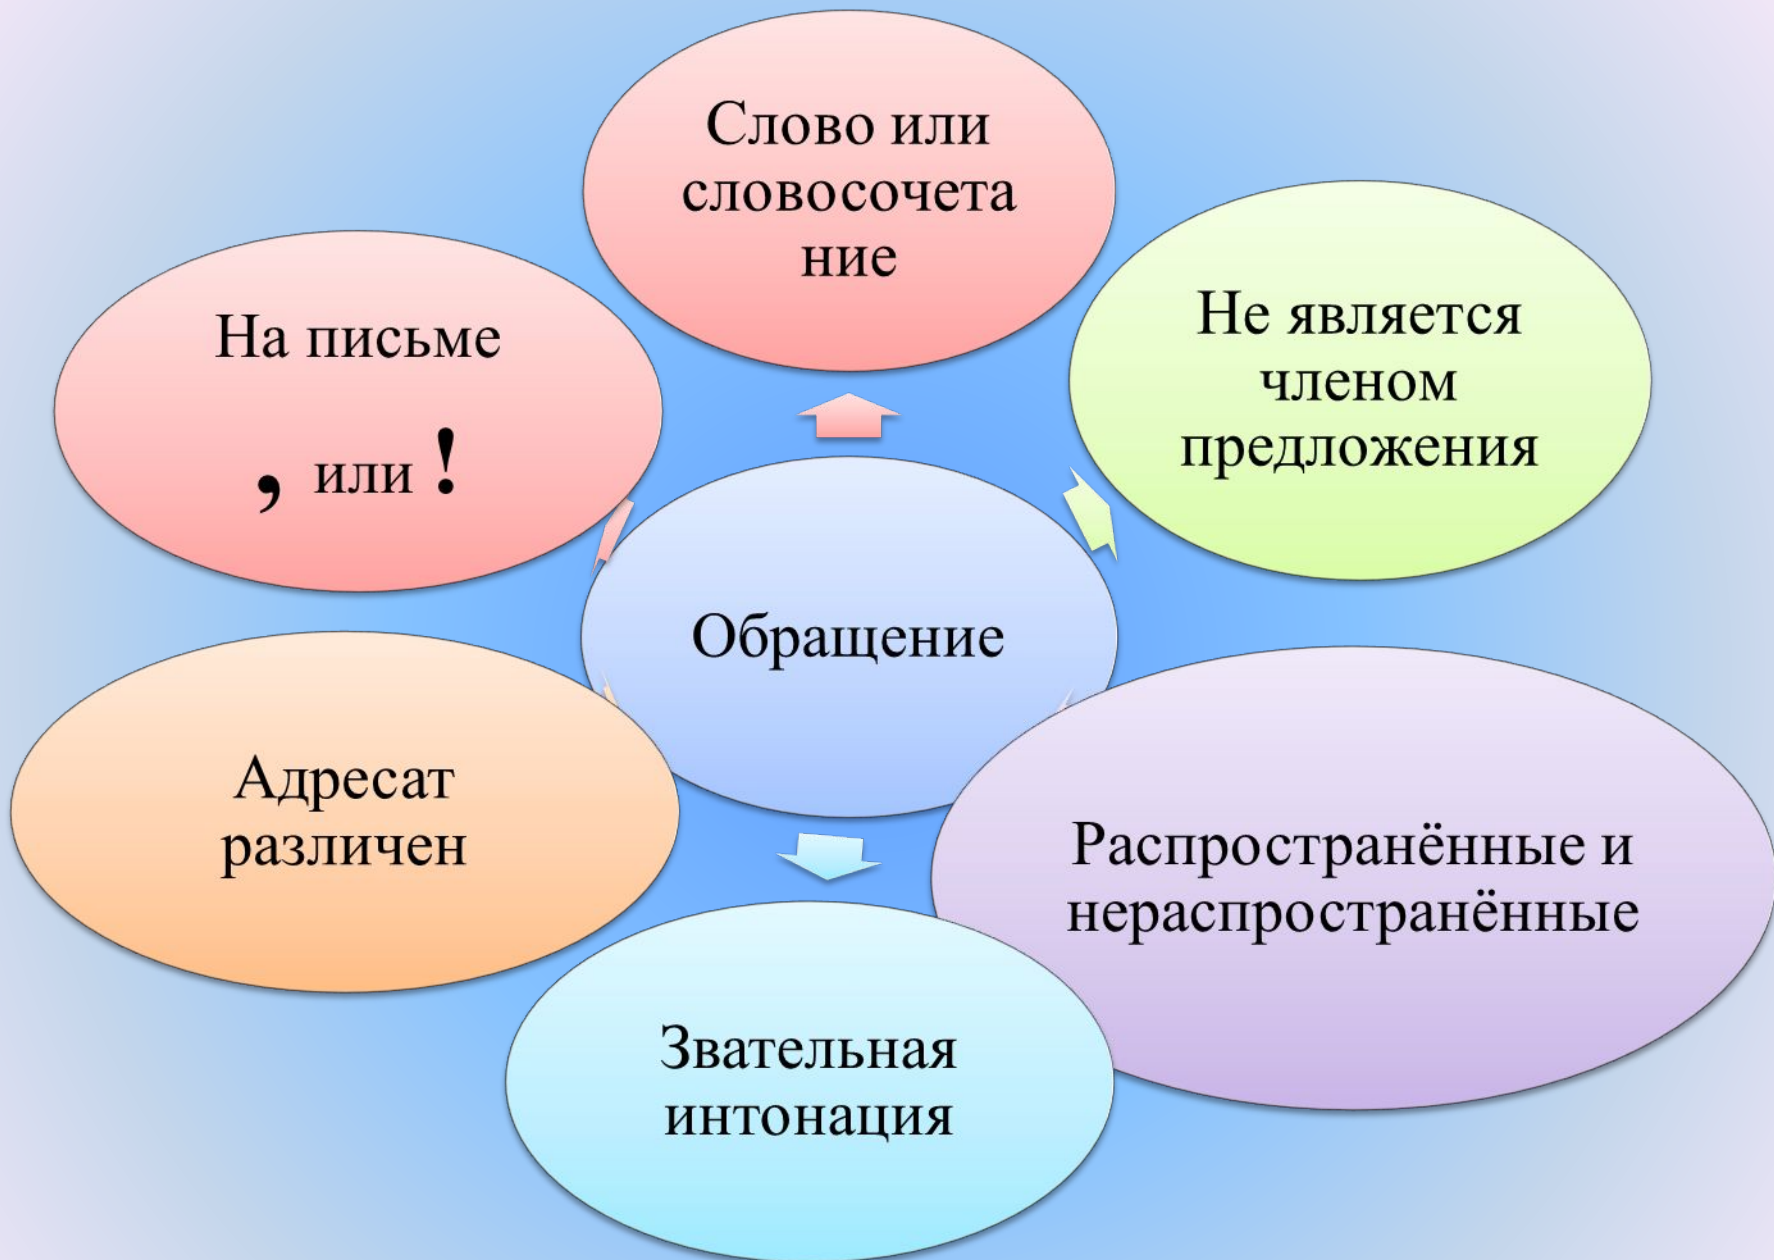 Слово или
словосочета
ние
На письме
, или !
Не является
членом
предложения
Обращение
Адресат
различен
Распространённые и
нераспространённые
Звательная
интонация